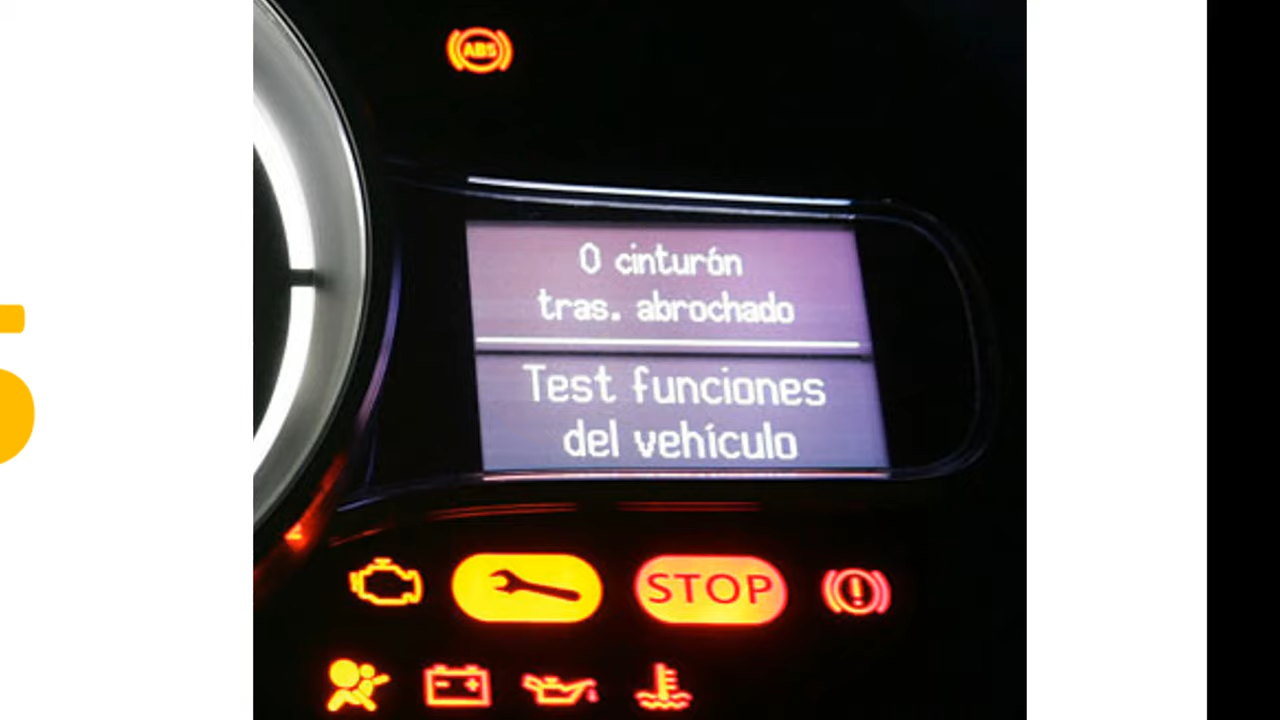 ABS
0 cinturón
tras. abrochado
Test funciones
del vehículo
STOP